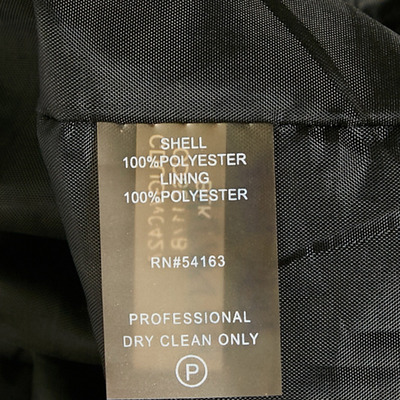 SHELL
100%POLYESTER
LINING
100%POLYESTER
RN#54163
PROFESSIONAL
DRY CLEAN ONLY
P